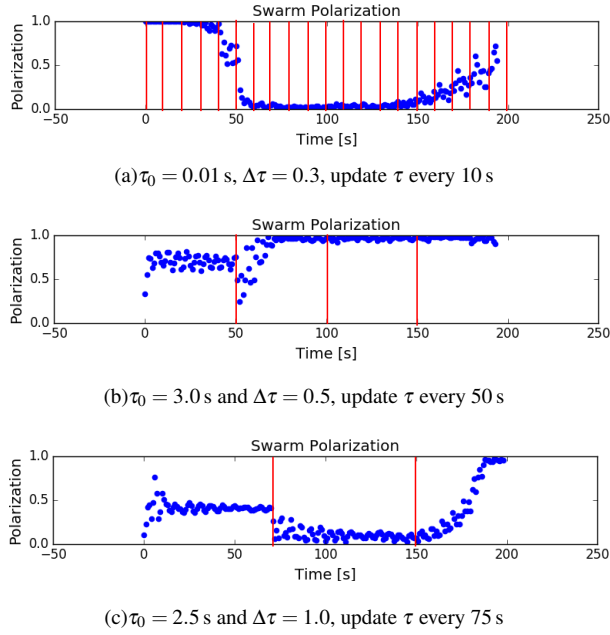 Swarm Polarization
Polarization
1.0
0.5
0.0
−50 0 50 100 150 200 250
Time [s]
(a) τ₀ = 0.01 s, Δτ = 0.3, update τ every 10 s
Swarm Polarization
Polarization
1.0
0.5
0.0
−50 0 50 100 150 200 250
Time [s]
(b) τ₀ = 3.0 s and Δτ = 0.5, update τ every 50 s
Swarm Polarization
Polarization
1.0
0.5
0.0
−50 0 50 100 150 200 250
Time [s]
(c) τ₀ = 2.5 s and Δτ = 1.0, update τ every 75 s